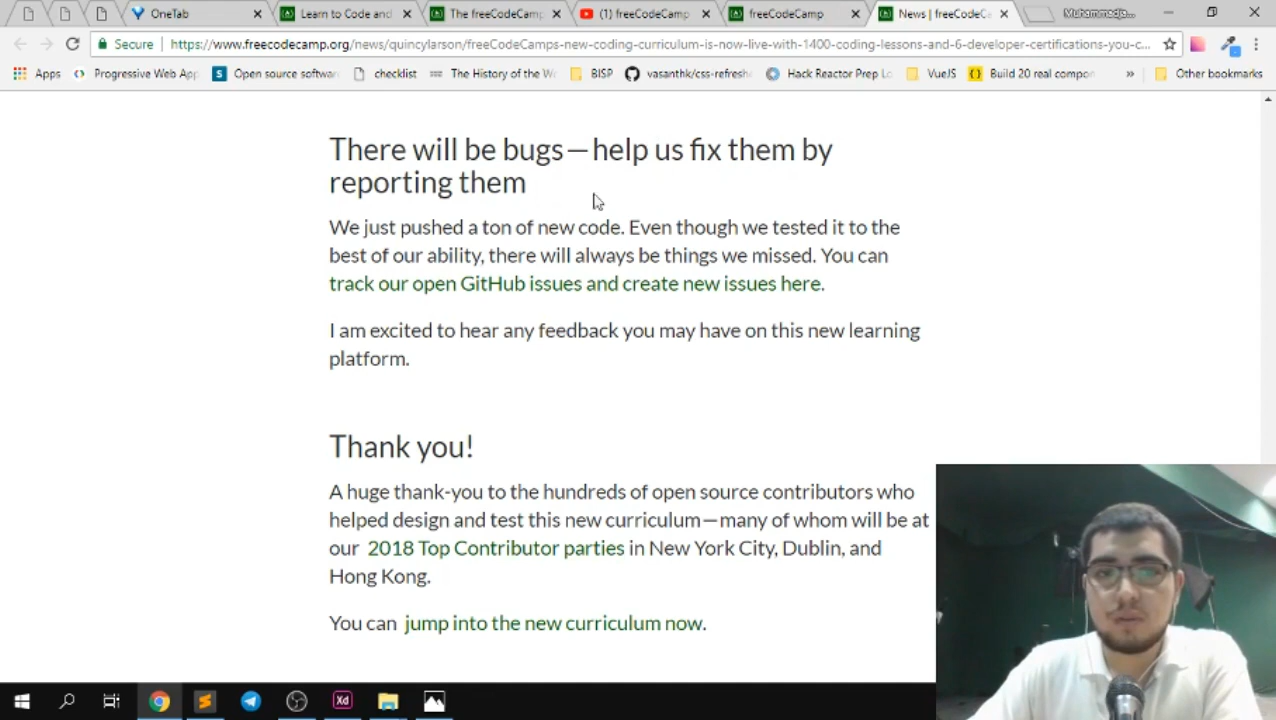 OneTab
Learn to Code and
The freeCodeCamp
(1) freeCodeCamp
freeCodeCamp
News | freeCodeCa
Muhammadja...
Secure
https://www.freecodecamp.org/news/quincylarson/freeCodeCamps-new-coding-curriculum-is-now-live-with-1400-coding-lessons-and-6-developer-certifications-you-c...
Apps
Progressive Web App
Open source softwar
checklist
The History of the We
BISP
vasanthk/css-refreshe
Hack Reactor Prep Lo
VueJS
Build 20 real compon
»
Other bookmarks
There will be bugs—help us fix them by
reporting them
We just pushed a ton of new code. Even though we tested it to the
best of our ability, there will always be things we missed. You can
track our open GitHub issues and create new issues here.
I am excited to hear any feedback you may have on this new learning
platform.
Thank you!
A huge thank-you to the hundreds of open source contributors who
helped design and test this new curriculum—many of whom will be at
our 2018 Top Contributor parties in New York City, Dublin, and
Hong Kong.
You can jump into the new curriculum now.
Xd